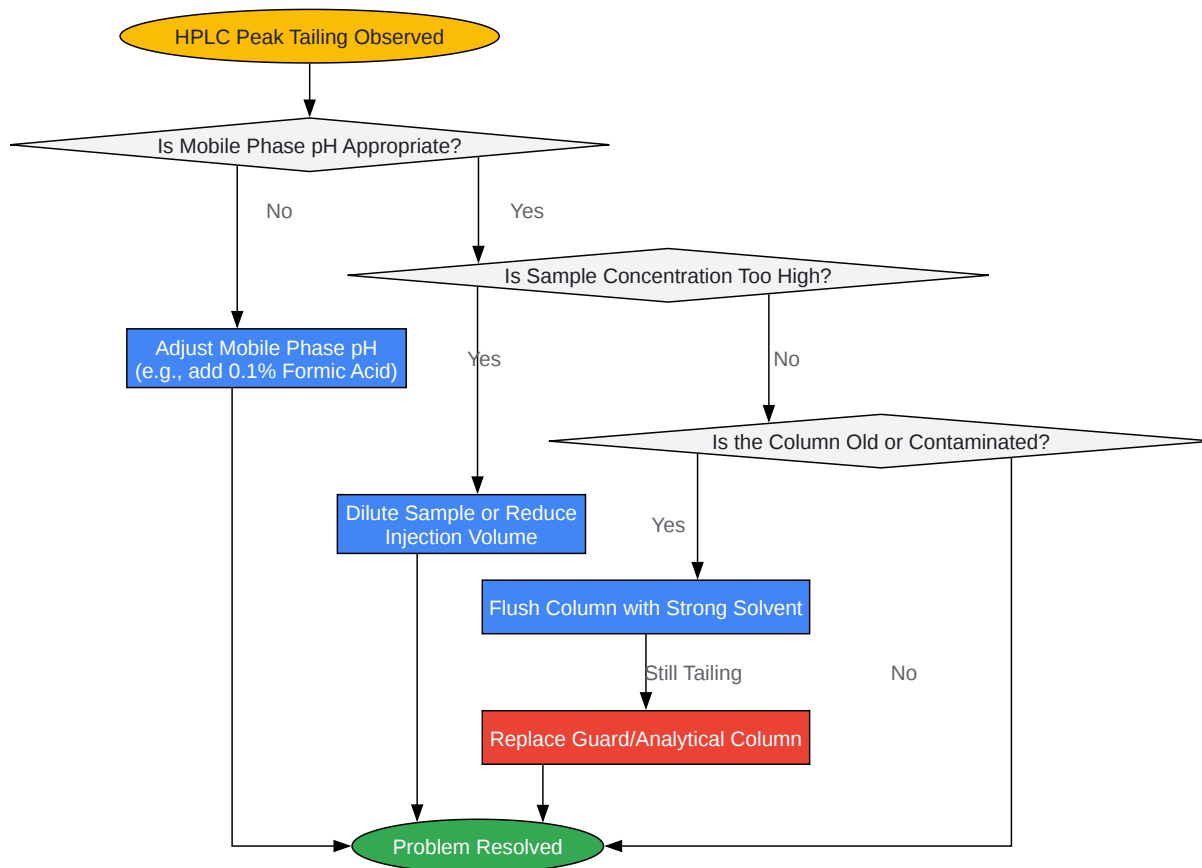 HPLC Peak Tailing Observed
Is Mobile Phase pH Appropriate?
No
Yes
Is Sample Concentration Too High?
Adjust Mobile Phase pH
(e.g., add 0.1% Formic Acid)
Yes
No
Is the Column Old or Contaminated?
Dilute Sample or Reduce
Injection Volume
Yes
Flush Column with Strong Solvent
Still Tailing
No
Replace Guard/Analytical Column
Problem Resolved